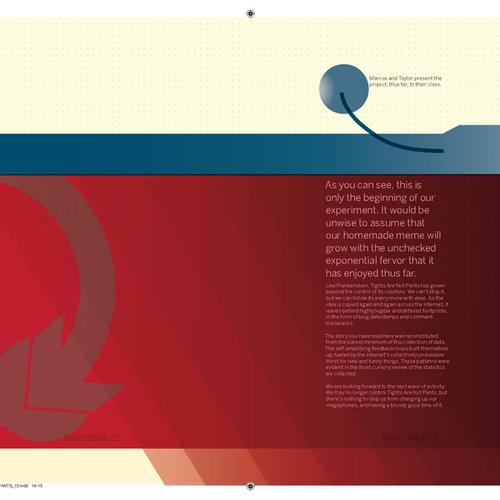 Marcos and Taylor present the
project, thus far, to their class.
As you can see, this is
only the beginning of our
experiment. It would be
unwise to assume that
our homemade meme will
grow with the unchecked
exponential fervor that it
has enjoyed thus far.
Like Frankenstein, Tights Are Not Pants has grown
beyond the control of its creators. We can't stop it,
but we can follow its every move with ease. As the
idea is copied again and again across the Internet, it
leaves behind highly legible and detailed footprints,
in the form of blog datestamps and comment
trackbacks.
The story you have read here was reconstituted
from the barest minimum of this collection of data.
The self-amplifying feedback loops built themselves
up, fueled by the internet's collectively unslakable
thirst for new and funny things. These patterns were
evident in the most cursory review of the statistics
we collected.
We are looking forward to the next wave of activity.
We may no longer control Tights Are Not Pants, but
there's nothing to stop us from charging up our
megaphones, and having a bloody good time of it.
NOVEMBER 25
NOVEMBER
PANTS_13.indd 14-15